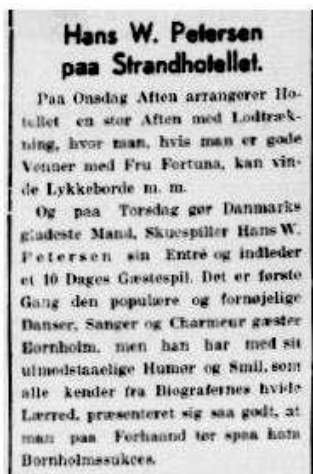 Hans W. Petersen
paa Strandhotellet.
Paa Onsdag Aften arrangerer Ho-
tellet en stor Aften med Lodtræk-
ning, hvor man, hvis man er gode
Venner med Fru Fortuna, kan vin-
de Lykkeborde m. m.
Og paa Torsdag gør Danmarks
gladeste Mand, Skuespiller Hans W.
Petersen sin Entré og indleder
et 10 Dages Gæstespil. Det er første
Gang den populære og fornøjelige
Danser, Sanger og Charmeur gæster
Bornholm, men han har med sit
uimodstaaelige Humør og Smil, som
alle kender fra Biografernes hvide
Lærred, præsenteret sig saa godt, at
man paa Forhaand tør spaa ham
Bornholmssukces.